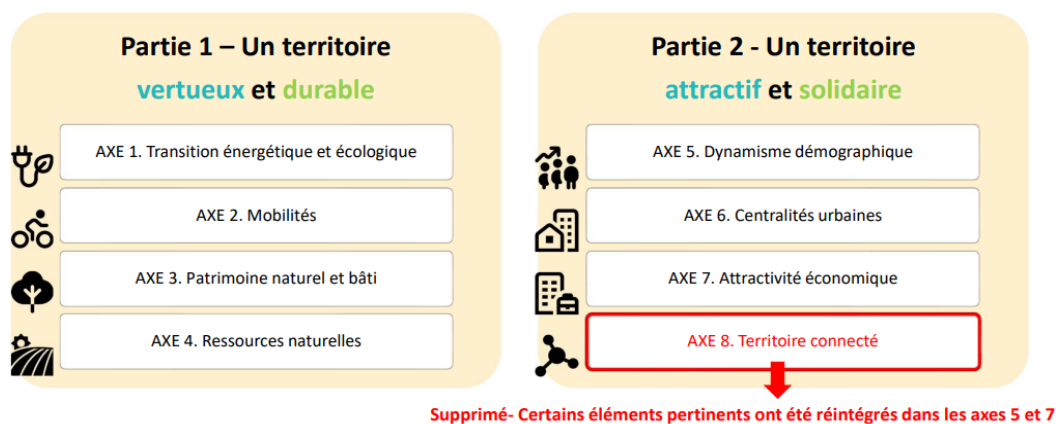 Partie 1 – Un territoire
vertueux et durable
AXE 1. Transition énergétique et écologique
AXE 2. Mobilités
AXE 3. Patrimoine naturel et bâti
AXE 4. Ressources naturelles
Partie 2 - Un territoire
attractif et solidaire
AXE 5. Dynamisme démographique
AXE 6. Centralités urbaines
AXE 7. Attractivité économique
AXE 8. Territoire connecté
Supprimé- Certains éléments pertinents ont été réintégrés dans les axes 5 et 7